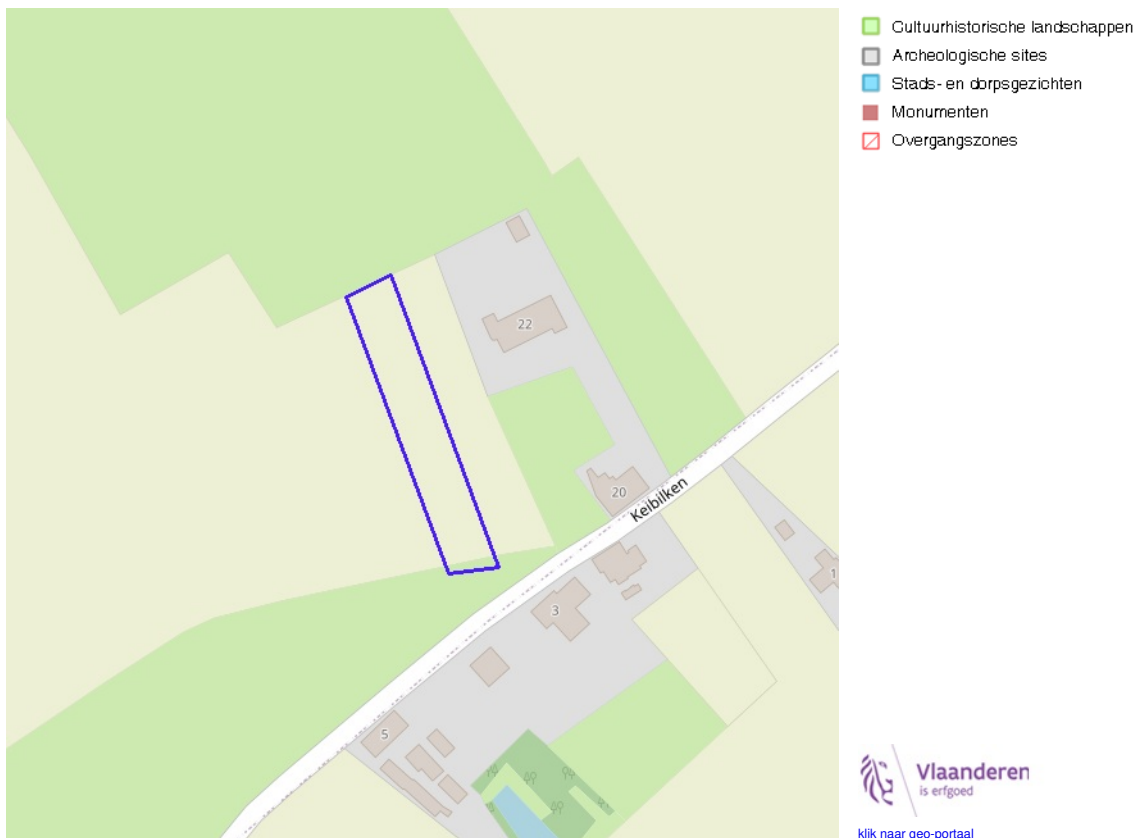 Cultuurhistorische landschappen
Archeologische sites
Stads- en dorpsgezichten
Monumenten
Overgangszones
22
20
Keibilken
3
1
5
Vlaanderen
is erfgoed
klik naar geo-portaal